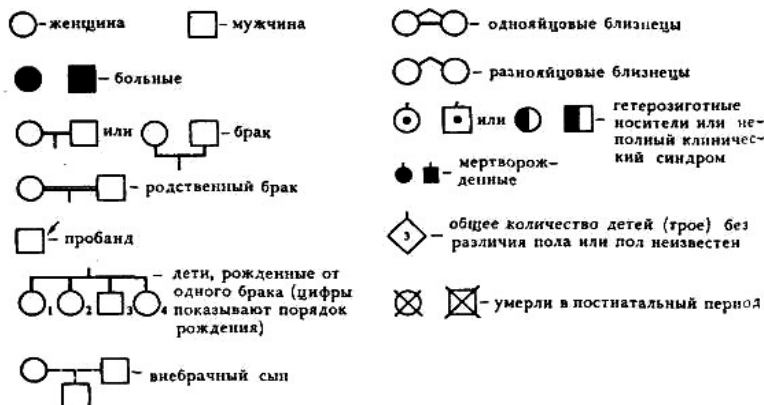 - женщина
- мужчина
- больные
или
- брак
- родственный брак
- пробанд
1 2 3 4
- дети, рожденные от
одного брака (цифры
показывают порядок
рождения)
- внебрачный сын
- однояйцовые близнецы
- разнояйцовые близнецы
или
- гетерозиготные
носители или не-
полный клиничес-
кий синдром
- мертворож-
денные
3
- общее количество детей (трое) без
различия пола или пол неизвестен
- умерли в постнатальный период